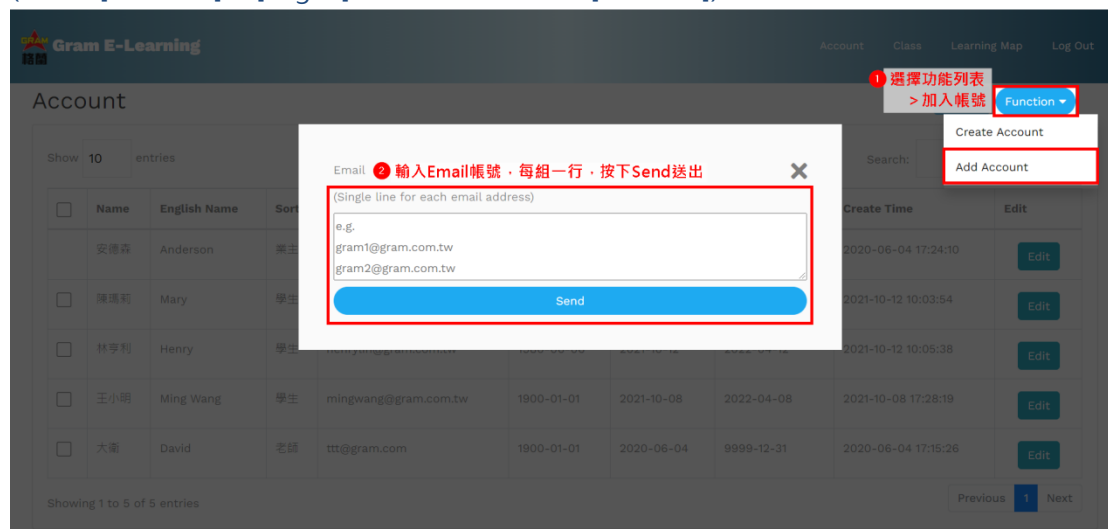 Gram E-Learning
Account Class Learning Map Log Out
GRAM
格蘭
1 選擇功能列表
>加入帳號
Function
Create Account
Add Account
Account
Show 10 entries
Search:
Email 2 輸入Email帳號，每組一行，按下Send送出
(Single line for each email address)
e.g.
gram1@gram.com.tw
gram2@gram.com.tw
Send
Name English Name Sort Create Time Edit
Anderson 業主 2020-06-04 17:24:10 Edit
Mary 學生 2021-10-12 10:03:54 Edit
林亨利 Henry 學生 2021-10-12 10:05:38 Edit
王小明 Ming Wang 學生 mingwang@gram.com.tw 1900-01-01 2021-10-08 2022-04-08 2021-10-08 17:28:19 Edit
大衛 David 老師 ttt@gram.com 1900-01-01 2020-06-04 9999-12-31 2020-06-04 17:15:26 Edit
Showing 1 to 5 of 5 entries
Previous 1 Next